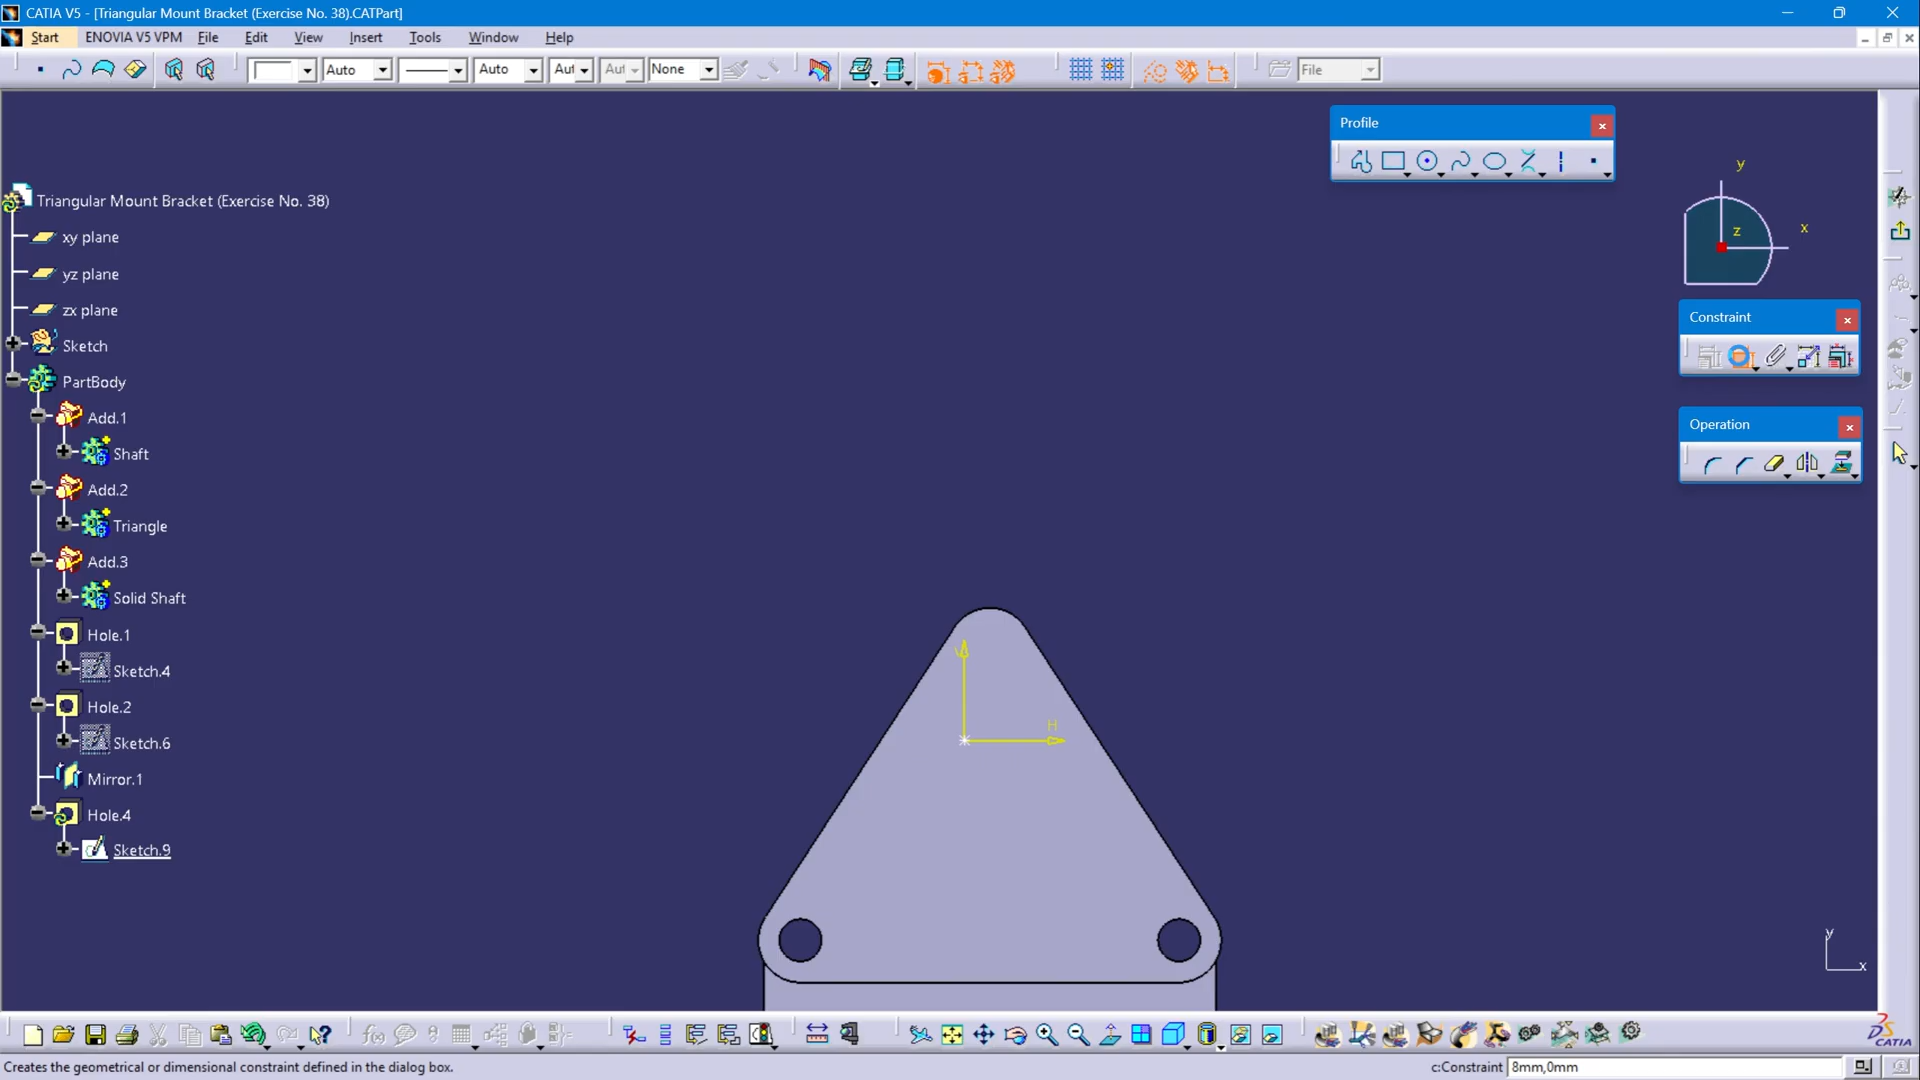 CATIA V5 - [Triangular Mount Bracket (Exercise No. 38).CATPart]
Start ENOVIA V5 VPM File Edit View Insert Tools Window Help
Auto Auto Aut Aut None File
Profile
Triangular Mount Bracket (Exercise No. 38)
xy plane
yz plane
zx plane
Sketch
PartBody
Add.1
Shaft
Add.2
Triangle
Add.3
Solid Shaft
Hole.1
Sketch.4
Hole.2
Sketch.6
Mirror.1
Hole.4
Sketch.9
y
z
x
Constraint
Operation
H
y
x
CATIA
Creates the geometrical or dimensional constraint defined in the dialog box.
c:Constraint 8mm,0mm